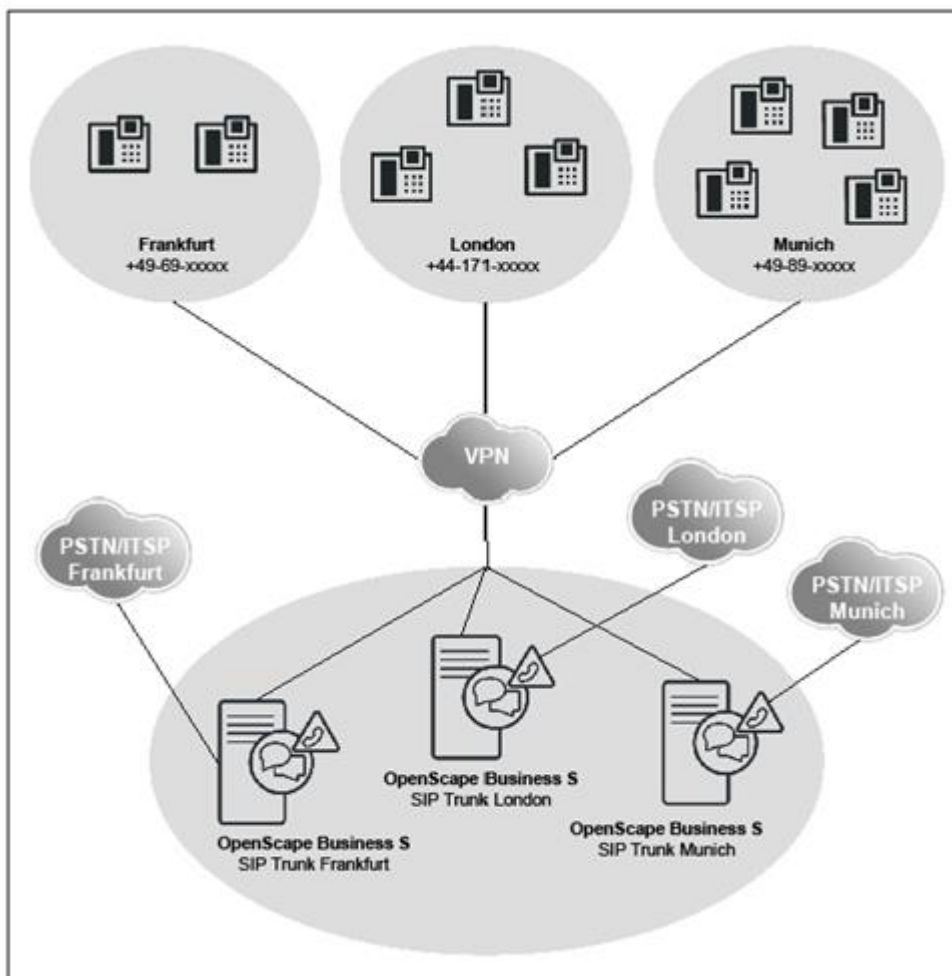 Frankfurt
+49-69-xxxxx
London
+44-171-xxxxx
Munich
+49-89-xxxxx
VPN
PSTN/ITSP
London
PSTN/ITSP
Frankfurt
PSTN/ITSP
Munich
OpenScape Business S
SIP Trunk London
OpenScape Business S
SIP Trunk Frankfurt
OpenScape Business S
SIP Trunk Munich